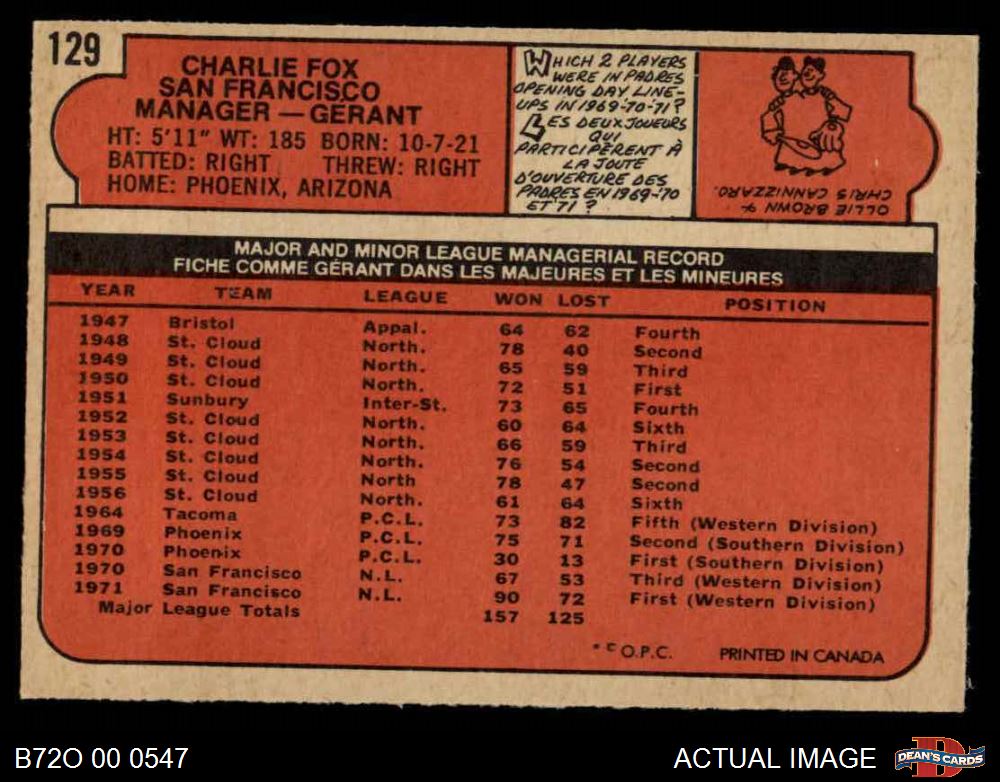 129
CHARLIE FOX
SAN FRANCISCO
MANAGER — GERANT
HT: 5'11" WT: 185 BORN: 10-7-21
BATTED: RIGHT THREW: RIGHT
HOME: PHOENIX, ARIZONA
WHICH 2 PLAYERS
WERE IN PADRES
OPENING DAY LINE-
UPS IN 1969-70-71?
LES DEUX JOUEURS
QUI
PARTICIPÈRENT À
LA JOUTE
D'OUVERTURE DES
PADRES EN 1969-'70
ET '71?
OLLIE BROWN &
CHRIS CANNIZZARO.
MAJOR AND MINOR LEAGUE MANAGERIAL RECORD
FICHE COMME GÉRANT DANS LES MAJEURES ET LES MINEURES
YEAR TEAM LEAGUE WON LOST POSITION
1947 Bristol Appal. 64 62 Fourth
1948 St. Cloud North. 78 40 Second
1949 St. Cloud North. 65 59 Third
1950 St. Cloud North. 72 51 First
1951 Sunbury Inter-St. 73 65 Fourth
1952 St. Cloud North. 60 64 Sixth
1953 St. Cloud North. 66 59 Third
1954 St. Cloud North. 76 54 Second
1955 St. Cloud North 78 47 Second
1956 St. Cloud North. 61 64 Sixth
1964 Tacoma P.C.L. 73 82 Fifth (Western Division)
1969 Phoenix P.C.L. 75 71 Second (Southern Division)
1970 Phoenix P.C.L. 30 13 First (Southern Division)
1970 San Francisco N.L. 67 53 Third (Western Division)
1971 San Francisco N.L. 90 72 First (Western Division)
Major League Totals 157 125
* © O.P.C. PRINTED IN CANADA
B72O 00 0547 ACTUAL IMAGE DEAN'S CARDS